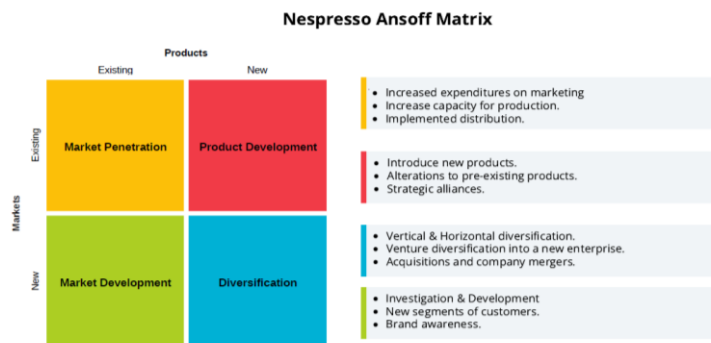 Nespresso Ansoff Matrix
Products
Existing
New
Markets
Existing
New
Market Penetration
Product Development
Market Development
Diversification
• Increased expenditures on marketing
• Increase capacity for production.
• Implemented distribution.
• Introduce new products.
• Alterations to pre-existing products.
• Strategic alliances.
• Vertical & Horizontal diversification.
• Venture diversification into a new enterprise.
• Acquisitions and company mergers.
• Investigation & Development
• New segments of customers.
• Brand awareness.